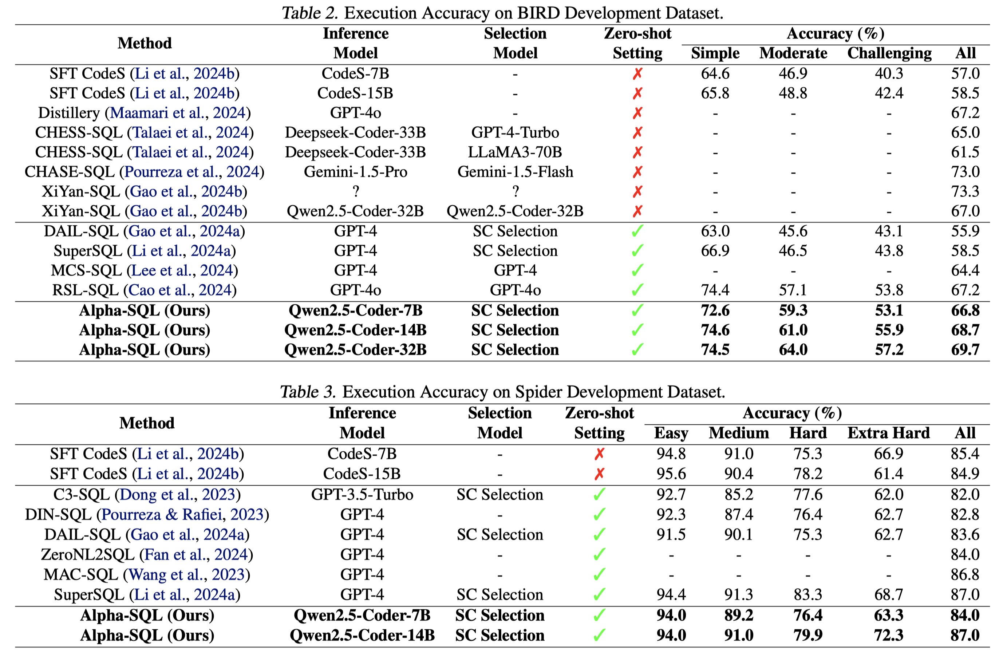 Table 2. Execution Accuracy on BIRD Development Dataset.
Method Inference Model Selection Model Zero-shot Setting Accuracy (%)
Simple Moderate Challenging All
SFT CodeS (Li et al., 2024b) CodeS-7B - ✗ 64.6 46.9 40.3 57.0
SFT CodeS (Li et al., 2024b) CodeS-15B - ✗ 65.8 48.8 42.4 58.5
Distillery (Maamari et al., 2024) GPT-4o - ✗ - - - 67.2
CHESS-SQL (Talaei et al., 2024) Deepseek-Coder-33B GPT-4-Turbo ✗ - - - 65.0
CHESS-SQL (Talaei et al., 2024) Deepseek-Coder-33B LLaMA3-70B ✗ - - - 61.5
CHASE-SQL (Pourreza et al., 2024) Gemini-1.5-Pro Gemini-1.5-Flash ✗ - - - 73.0
XiYan-SQL (Gao et al., 2024b) ? ? ✗ - - - 73.3
XiYan-SQL (Gao et al., 2024b) Qwen2.5-Coder-32B Qwen2.5-Coder-32B ✗ - - - 67.0
DAIL-SQL (Gao et al., 2024a) GPT-4 SC Selection ✓ 63.0 45.6 43.1 55.9
SuperSQL (Li et al., 2024a) GPT-4 SC Selection ✓ 66.9 46.5 43.8 58.5
MCS-SQL (Lee et al., 2024) GPT-4 GPT-4 ✓ - - - 64.4
RSL-SQL (Cao et al., 2024) GPT-4o GPT-4o ✓ 74.4 57.1 53.8 67.2
Alpha-SQL (Ours) Qwen2.5-Coder-7B SC Selection ✓ 72.6 59.3 53.1 66.8
Alpha-SQL (Ours) Qwen2.5-Coder-14B SC Selection ✓ 74.6 61.0 55.9 68.7
Alpha-SQL (Ours) Qwen2.5-Coder-32B SC Selection ✓ 74.5 64.0 57.2 69.7
Table 3. Execution Accuracy on Spider Development Dataset.
Method Inference Model Selection Model Zero-shot Setting Accuracy (%)
Easy Medium Hard Extra Hard All
SFT CodeS (Li et al., 2024b) CodeS-7B - ✗ 94.8 91.0 75.3 66.9 85.4
SFT CodeS (Li et al., 2024b) CodeS-15B - ✗ 95.6 90.4 78.2 61.4 84.9
C3-SQL (Dong et al., 2023) GPT-3.5-Turbo SC Selection ✓ 92.7 85.2 77.6 62.0 82.0
DIN-SQL (Pourreza & Rafiei, 2023) GPT-4 - ✓ 92.3 87.4 76.4 62.7 82.8
DAIL-SQL (Gao et al., 2024a) GPT-4 SC Selection ✓ 91.5 90.1 75.3 62.7 83.6
ZeroNL2SQL (Fan et al., 2024) GPT-4 - ✓ - - - - 84.0
MAC-SQL (Wang et al., 2023) GPT-4 - ✓ - - - - 86.8
SuperSQL (Li et al., 2024a) GPT-4 SC Selection ✓ 94.4 91.3 83.3 68.7 87.0
Alpha-SQL (Ours) Qwen2.5-Coder-7B SC Selection ✓ 94.0 89.2 76.4 63.3 84.0
Alpha-SQL (Ours) Qwen2.5-Coder-14B SC Selection ✓ 94.0 91.0 79.9 72.3 87.0